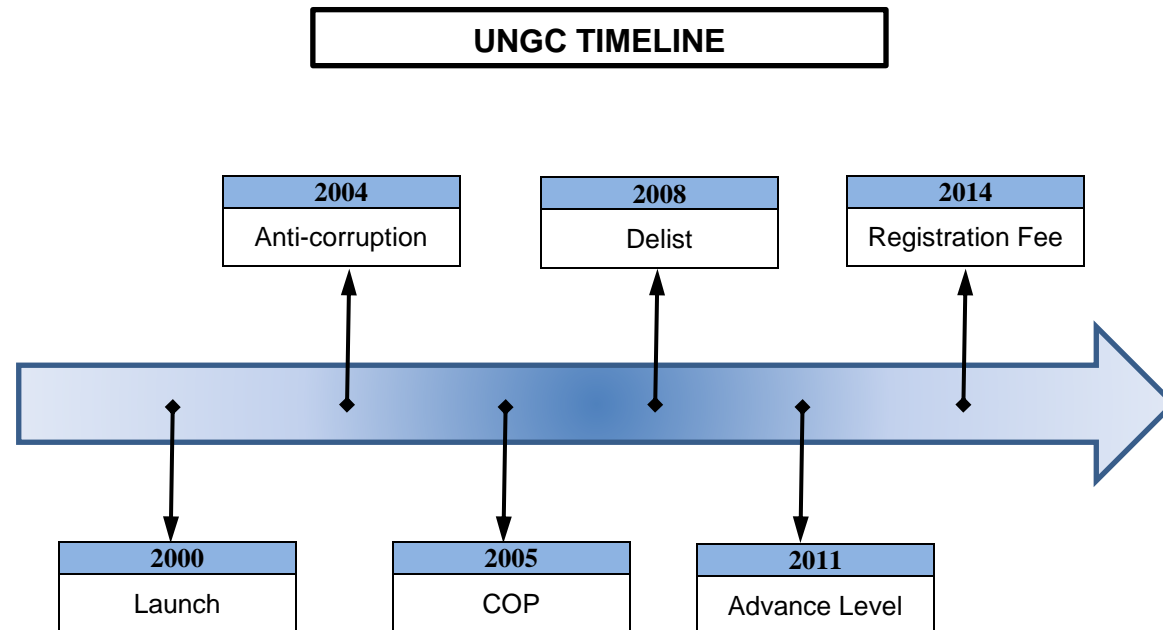 UNGC TIMELINE
2004
Anti-corruption
2008
Delist
2014
Registration Fee
2000
Launch
2005
COP
2011
Advance Level